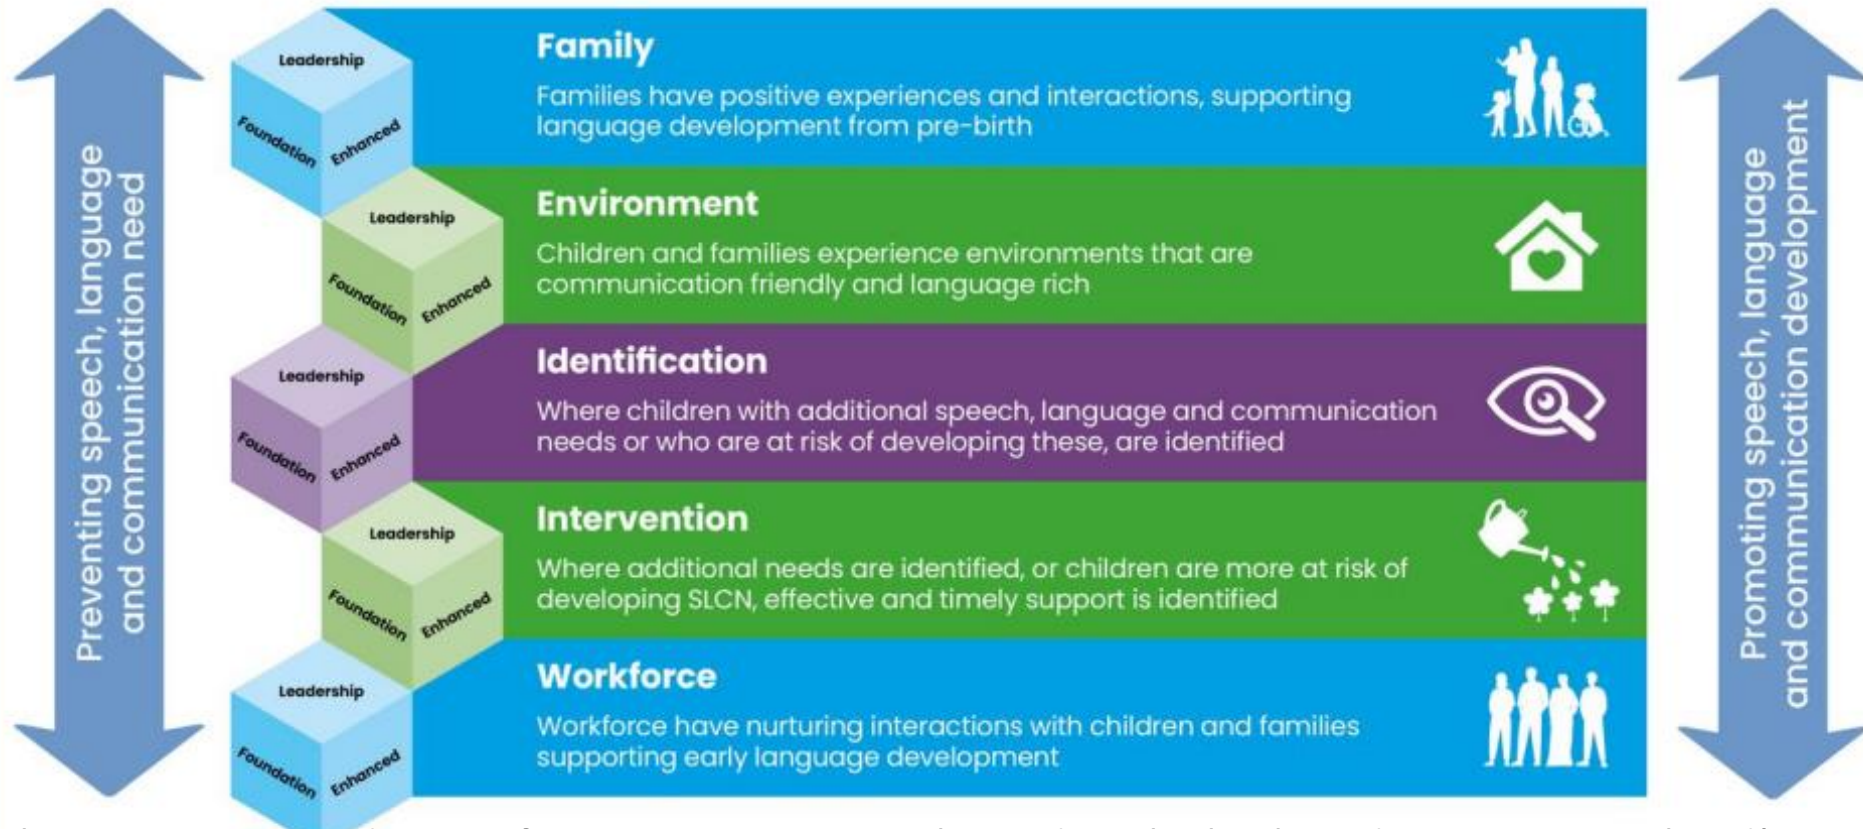 Preventing speech, language
and communication need
Leadership
Foundation
Enhanced
Family
Families have positive experiences and interactions, supporting
language development from pre-birth
Leadership
Foundation
Enhanced
Environment
Children and families experience environments that are
communication friendly and language rich
Leadership
Foundation
Enhanced
Identification
Where children with additional speech, language and communication
needs or who are at risk of developing these, are identified
Leadership
Foundation
Enhanced
Intervention
Where additional needs are identified, or children are more at risk of
developing SLCN, effective and timely support is identified
Leadership
Foundation
Enhanced
Workforce
Workforce have nurturing interactions with children and families
supporting early language development
Promoting speech, language
and communication development